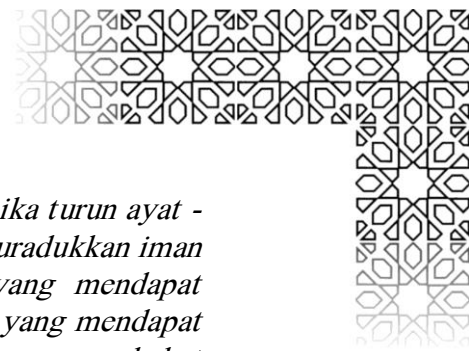 ika turun ayat -
uradukkan iman
yang mendapat
yang mendapat